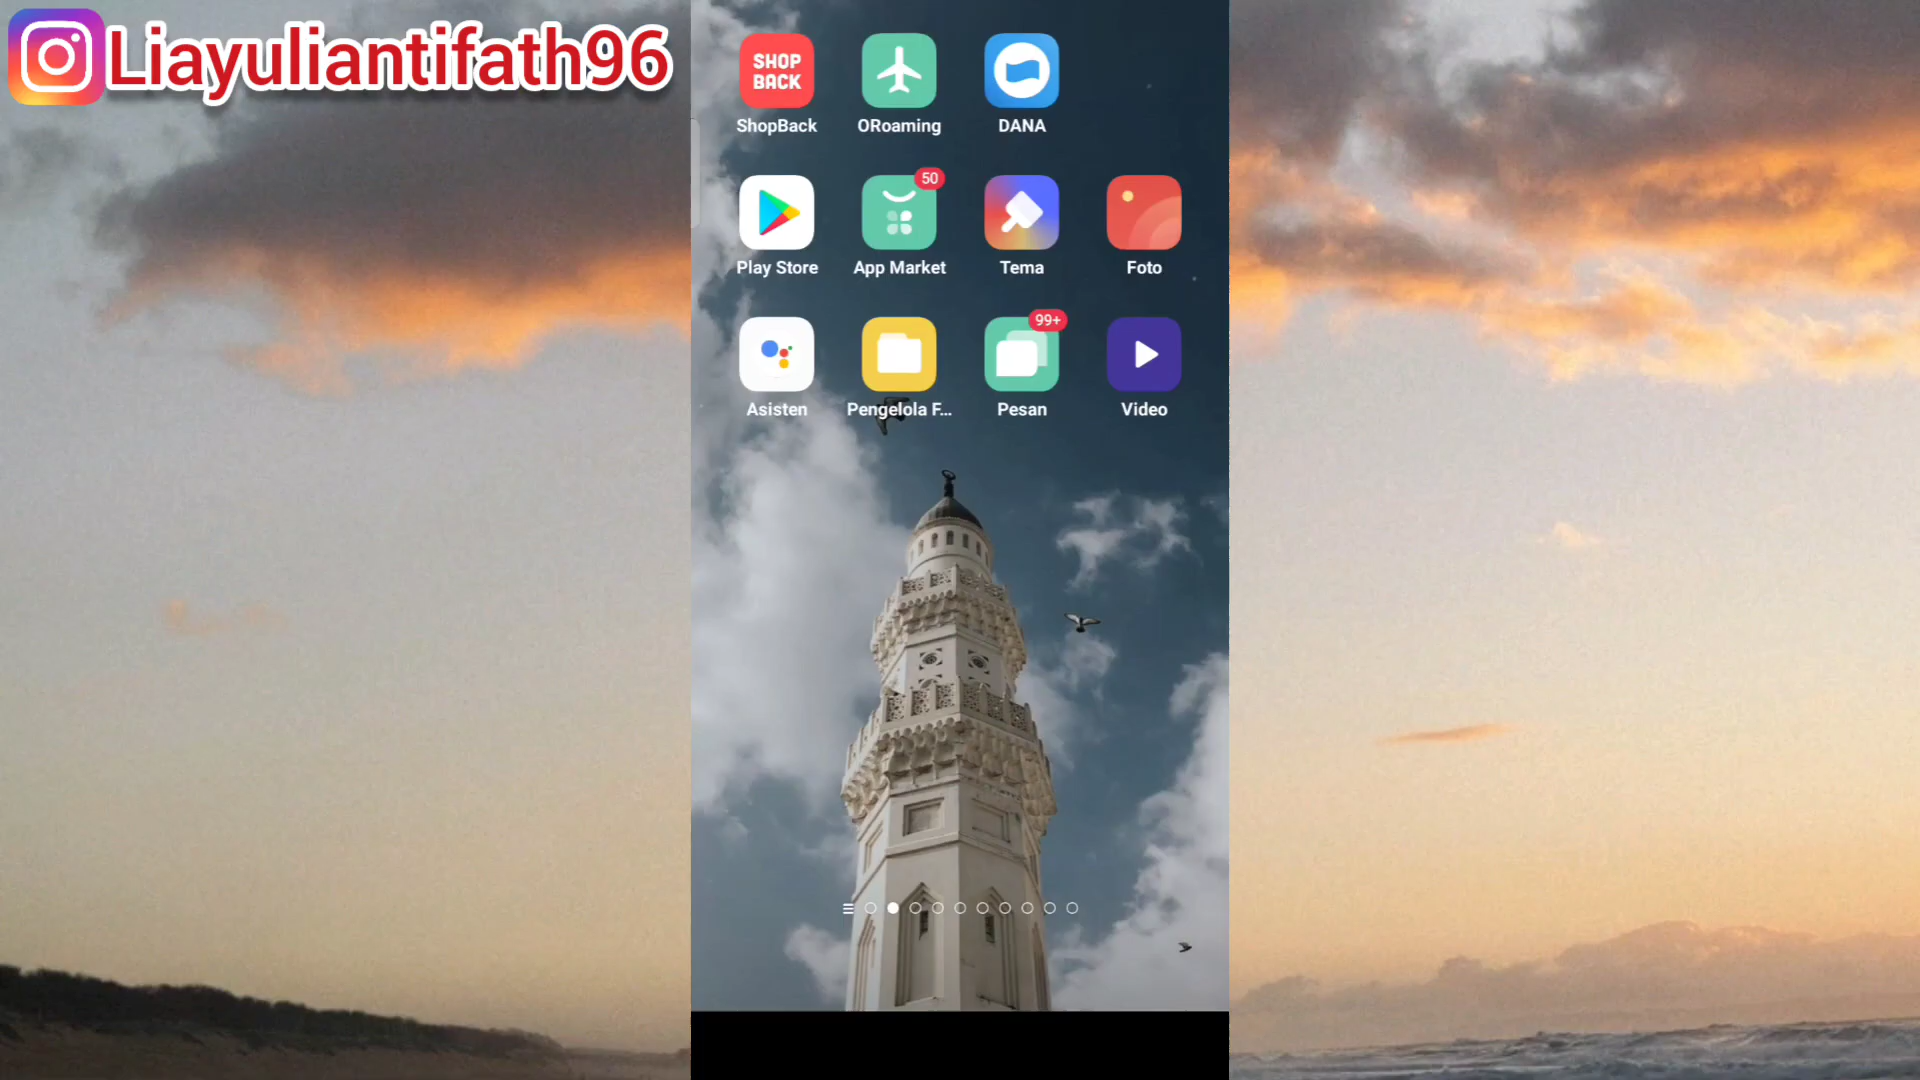 Liayuliantifath96
SHOP
BACK
ShopBack
ORoaming
DANA
50
Play Store
App Market
Tema
Foto
99+
Asisten
Pengelola F...
Pesan
Video